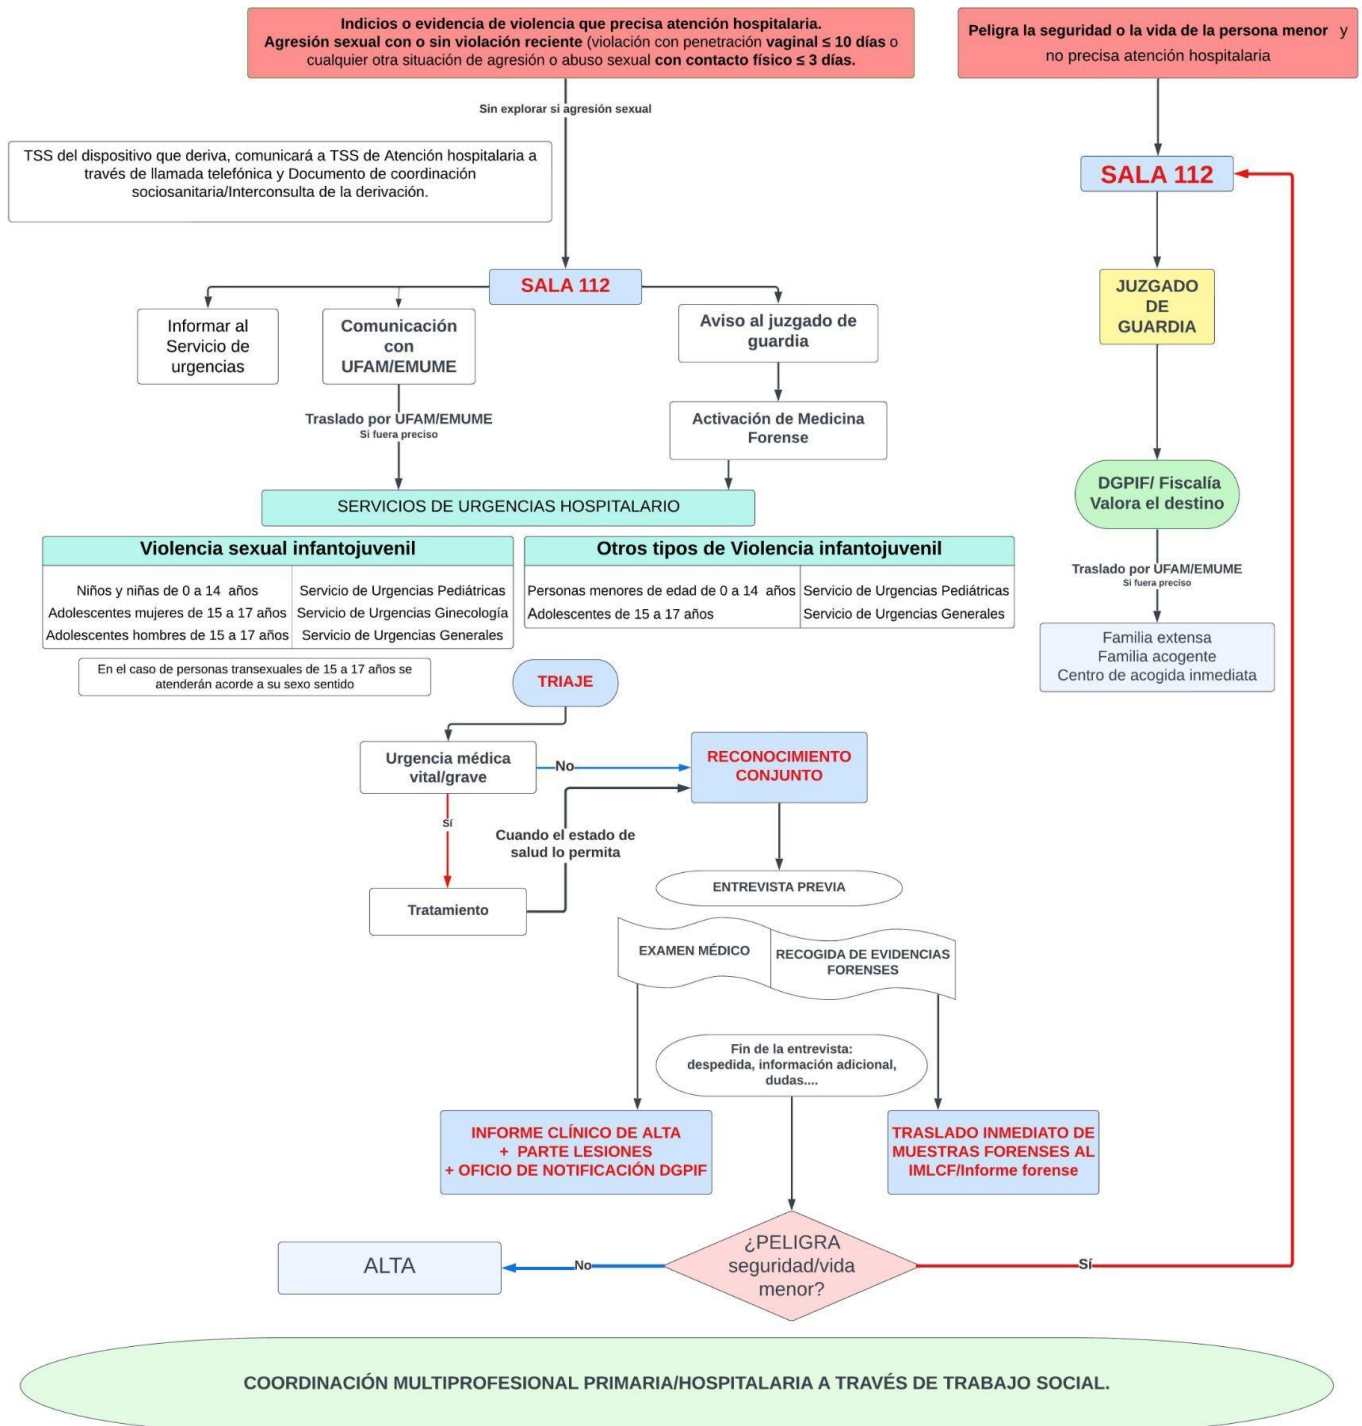 Indicios o evidencia de violencia que precisa atención hospitalaria.
Agresión sexual con o sin violación reciente (violación con penetración vaginal ≤ 10 días o
cualquier otra situación de agresión o abuso sexual con contacto físico ≤ 3 días.
Peligra la seguridad o la vida de la persona menor y
no precisa atención hospitalaria
Sin explorar si agresión sexual
TSS del dispositivo que deriva, comunicará a TSS de Atención hospitalaria a
través de llamada telefónica y Documento de coordinación
sociosanitaria/Interconsulta de la derivación.
SALA 112
SALA 112
Informar al
Servicio de
urgencias
Comunicación
con
UFAM/EMUME
Aviso al juzgado de
guardia
JUZGADO
DE
GUARDIA
Traslado por UFAM/EMUME
Si fuera preciso
Activación de Medicina
Forense
SERVICIOS DE URGENCIAS HOSPITALARIO
DGPIF/ Fiscalía
Valora el destino
Violencia sexual infantojuvenil
Niños y niñas de 0 a 14 años
Servicio de Urgencias Pediátricas
Adolescentes mujeres de 15 a 17 años
Servicio de Urgencias Ginecología
Adolescentes hombres de 15 a 17 años
Servicio de Urgencias Generales
Otros tipos de Violencia infantojuvenil
Personas menores de edad de 0 a 14 años
Servicio de Urgencias Pediátricas
Adolescentes de 15 a 17 años
Servicio de Urgencias Generales
Traslado por UFAM/EMUME
Si fuera preciso
Familia extensa
Familia acogente
Centro de acogida inmediata
En el caso de personas transexuales de 15 a 17 años se
atenderán acorde a su sexo sentido
TRIAJE
Urgencia médica
vital/grave
No
RECONOCIMIENTO
CONJUNTO
Sí
Cuando el estado de
salud lo permita
Tratamiento
ENTREVISTA PREVIA
EXAMEN MÉDICO
RECOGIDA DE EVIDENCIAS
FORENSES
Fin de la entrevista:
despedida, información adicional,
dudas....
INFORME CLÍNICO DE ALTA
+ PARTE LESIONES
+ OFICIO DE NOTIFICACIÓN DGPIF
TRASLADO INMEDIATO DE
MUESTRAS FORENSES AL
IMLCF/Informe forense
¿PELIGRA
seguridad/vida
menor?
No
Sí
ALTA
COORDINACIÓN MULTIPROFESIONAL PRIMARIA/HOSPITALARIA A TRAVÉS DE TRABAJO SOCIAL.